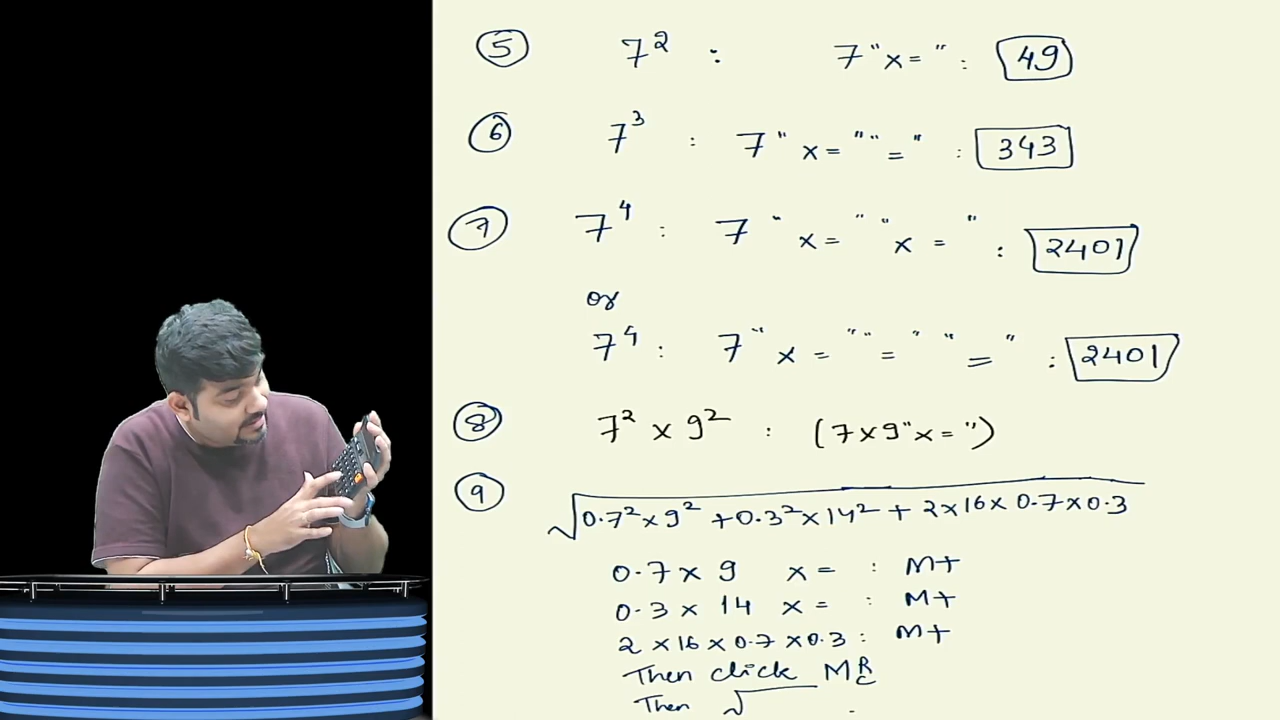 5 7² : 7 "x=" : 49
6 7³ : 7 "x=" "=" : 343
7 7⁴ : 7 "x=" "x=" : 2401
or
7⁴ : 7 "x=" "=" "=" : 2401
8 7² x 9² : (7x9"x=")
9 √0.7² x 9² + 0.3² x 14² + 2x16x 0.7x0.3
0.7 x 9 x = : M+
0.3 x 14 x = : M+
2 x 16 x 0.7 x 0.3 : M+
Then click MRC
Then √